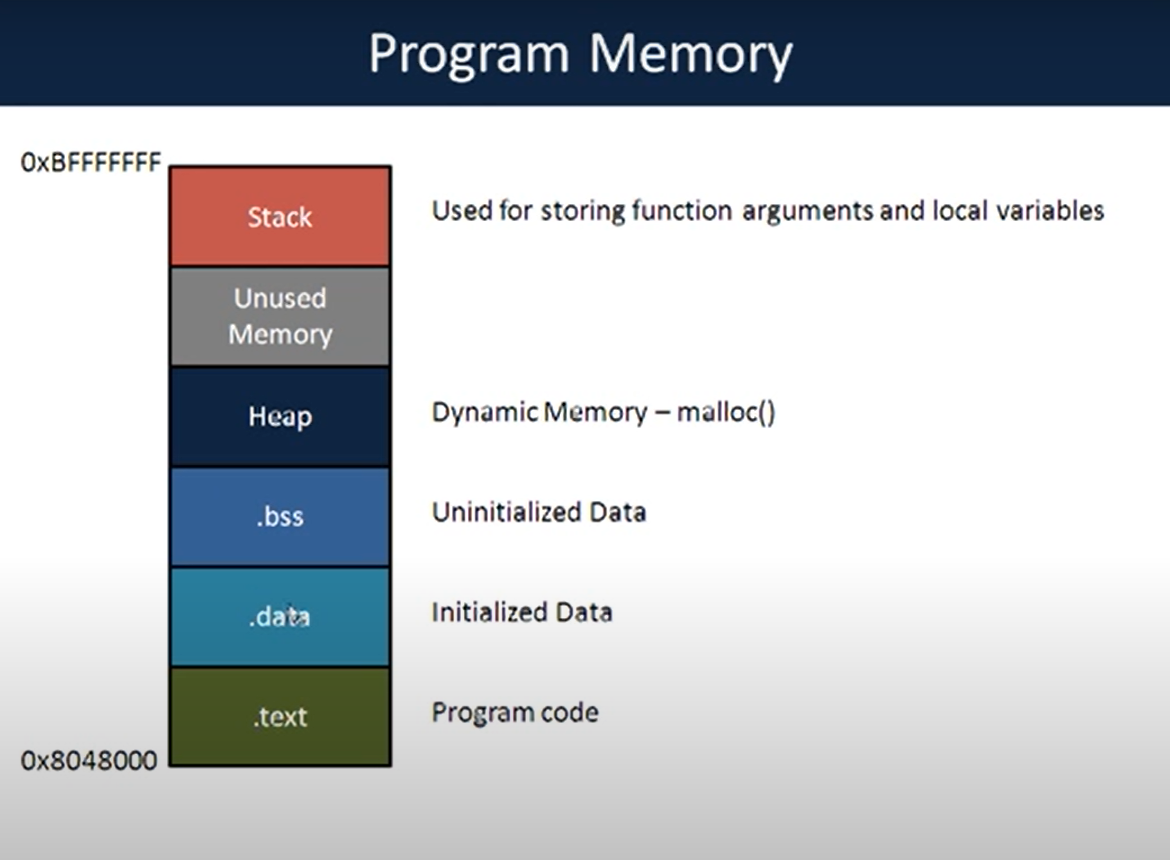 Program Memory
0xBFFFFFFF
Stack
Used for storing function arguments and local variables
Unused
Memory
Heap
Dynamic Memory – malloc()
.bss
Uninitialized Data
.data
Initialized Data
.text
Program code
0x8048000